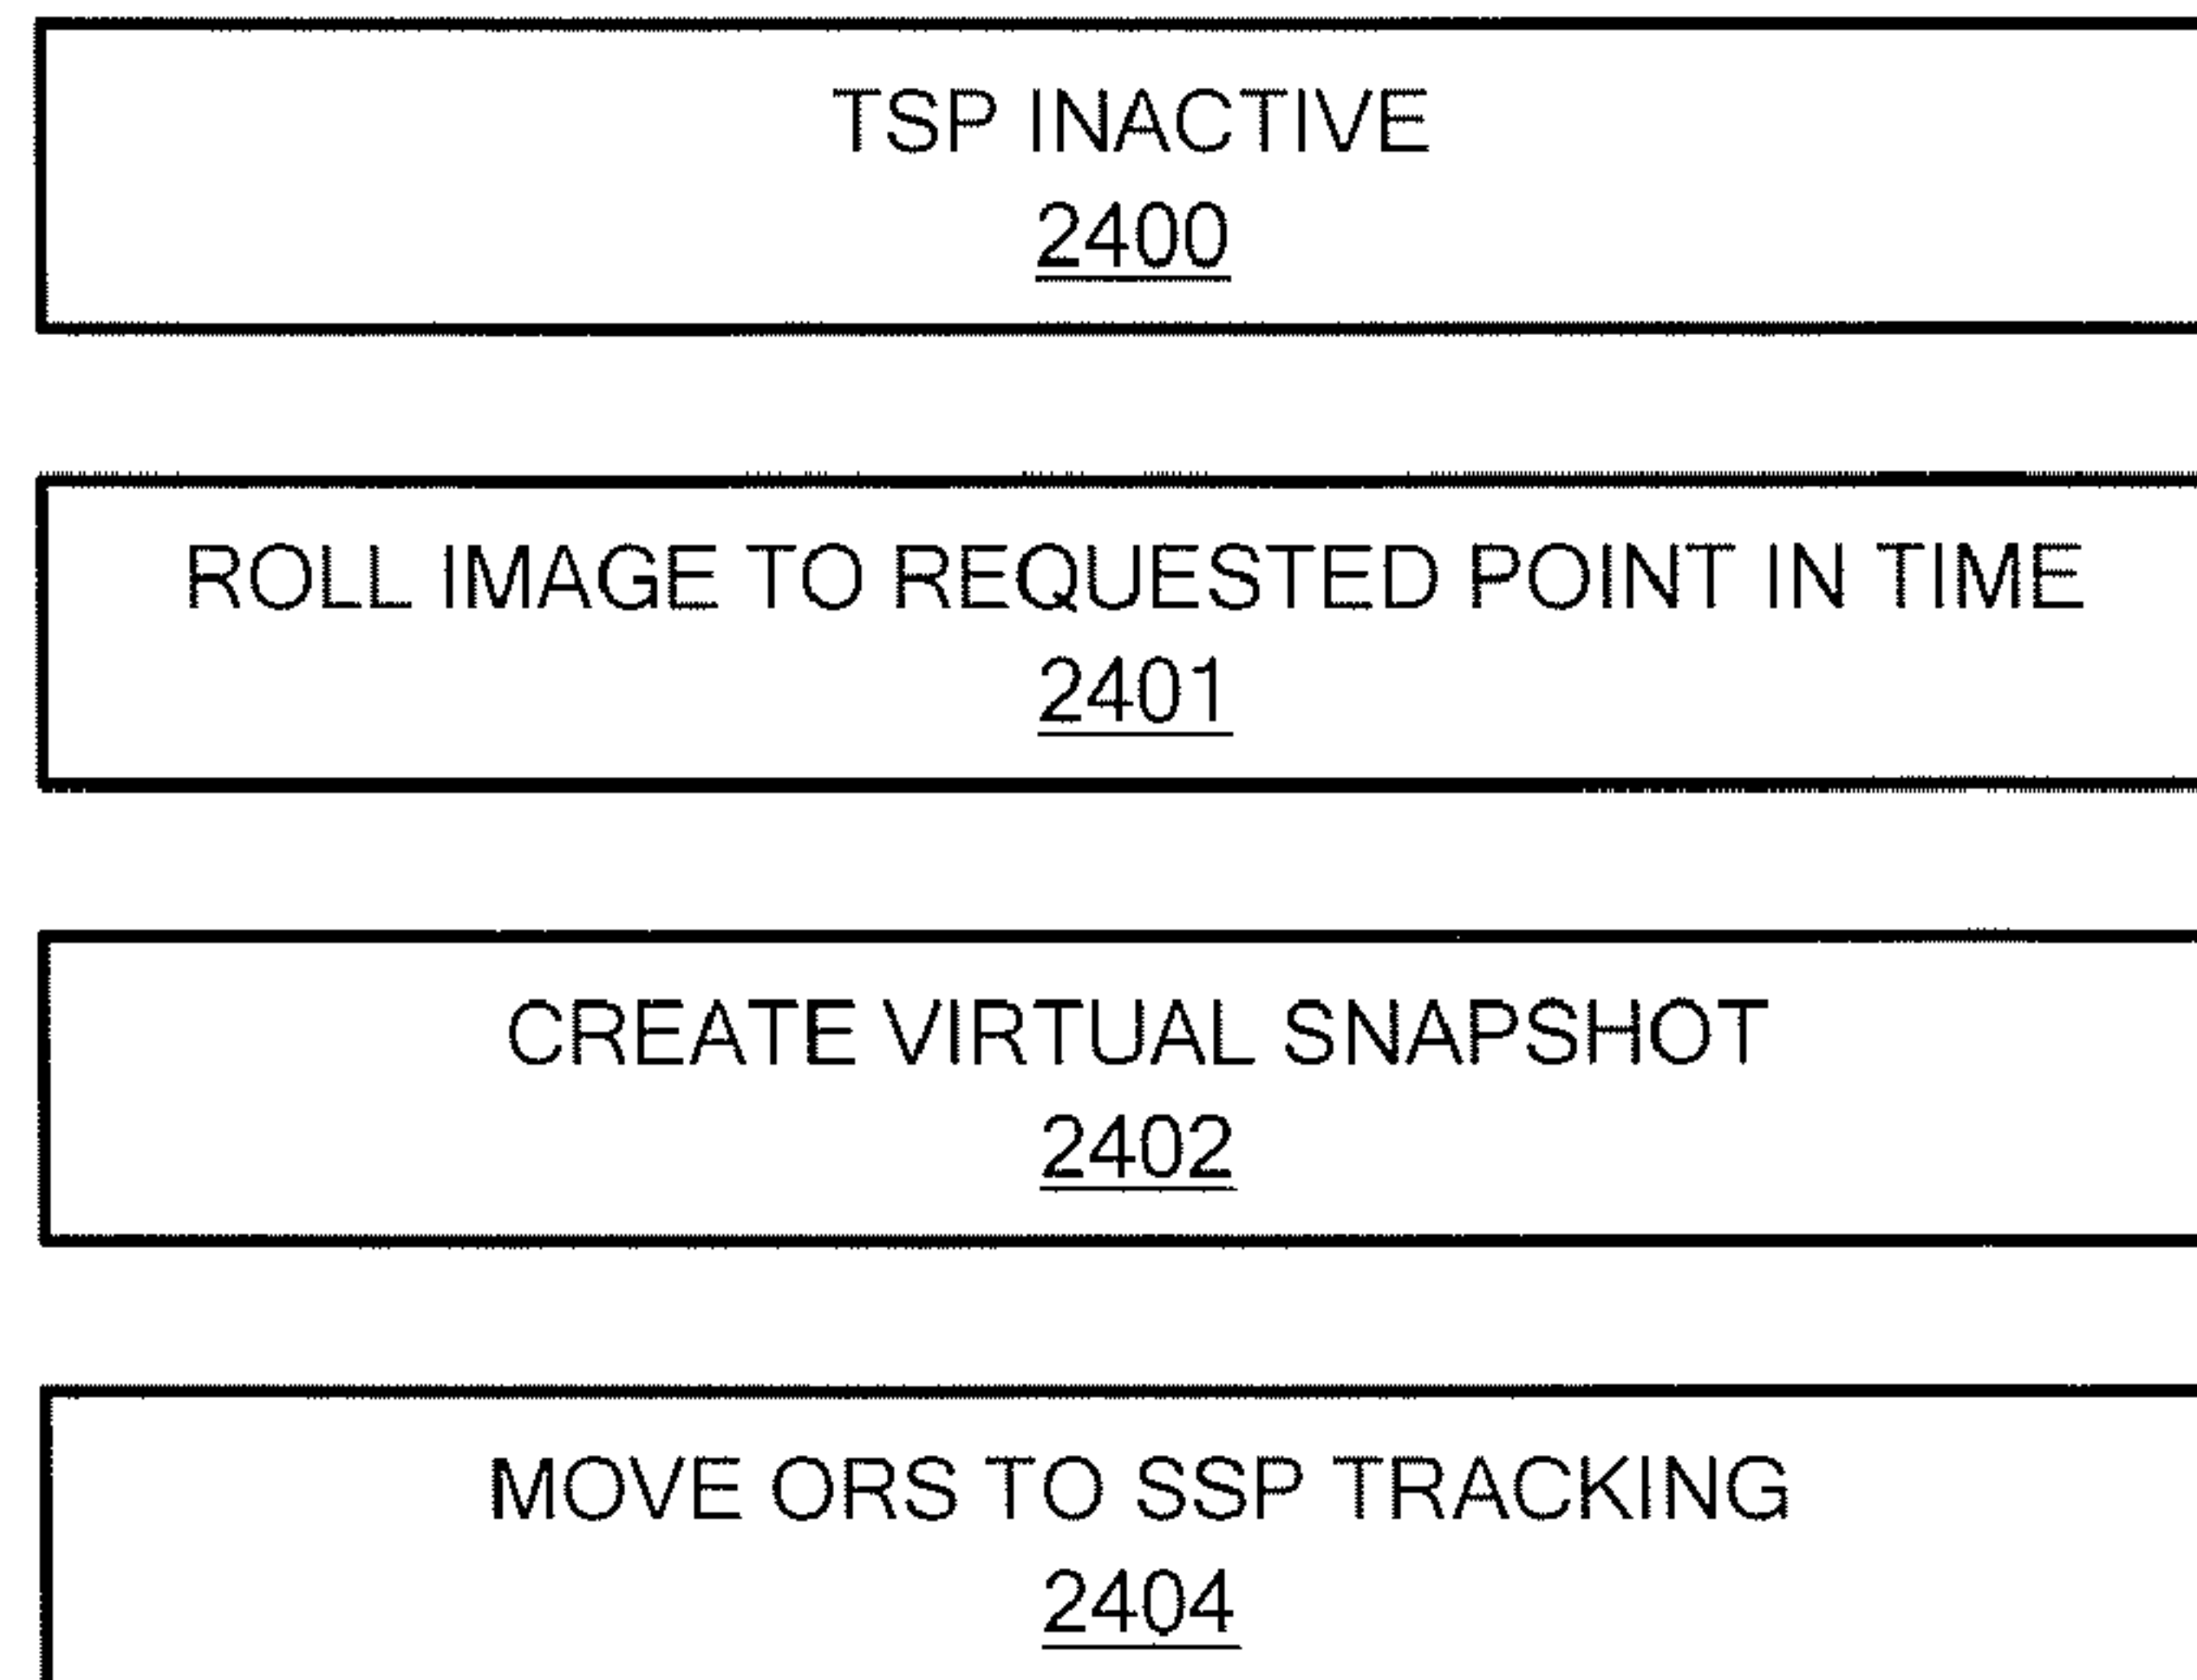 TSP INACTIVE
2400
ROLL IMAGE TO REQUESTED POINT IN TIME
2401
CREATE VIRTUAL SNAPSHOT
2402
MOVE ORS TO SSP TRACKING
2404